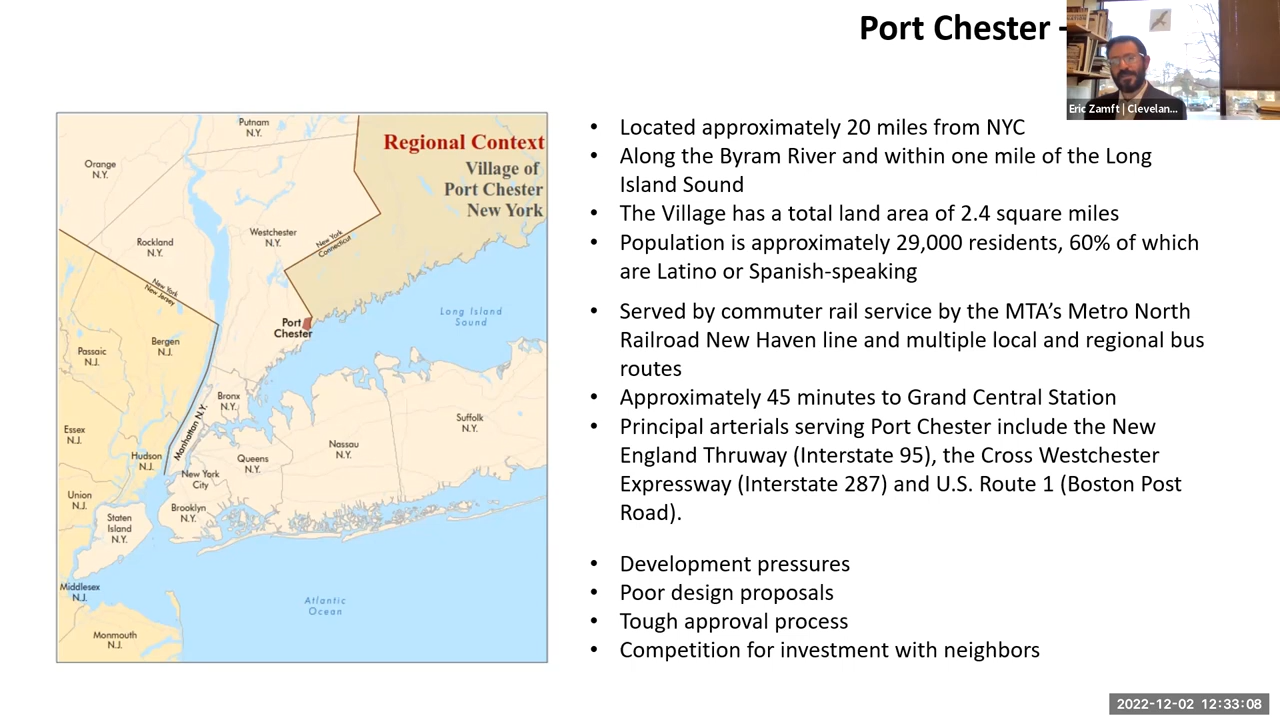 Port Chester -
Eric Zamft | Clevelan...
Regional Context
Village of
Port Chester
New York
Putnam
N.Y.
Orange
N.Y.
Rockland
N.Y.
Westchester
N.Y.
New York
Connecticut
New York
New Jersey
Port
Chester
Long Island
Sound
Bergen
N.J.
Passaic
N.J.
Bronx
N.Y.
Manhattan N.Y.
Essex
N.J.
Hudson
N.J.
Queens
N.Y.
Nassau
N.Y.
Suffolk
N.Y.
New York
City
Union
N.J.
Brooklyn
N.Y.
Staten
Island
N.Y.
Middlesex
N.J.
Monmouth
N.J.
Atlantic
Ocean
• Located approximately 20 miles from NYC
• Along the Byram River and within one mile of the Long
Island Sound
• The Village has a total land area of 2.4 square miles
• Population is approximately 29,000 residents, 60% of which
are Latino or Spanish-speaking
• Served by commuter rail service by the MTA’s Metro North
Railroad New Haven line and multiple local and regional bus
routes
• Approximately 45 minutes to Grand Central Station
• Principal arterials serving Port Chester include the New
England Thruway (Interstate 95), the Cross Westchester
Expressway (Interstate 287) and U.S. Route 1 (Boston Post
Road).
• Development pressures
• Poor design proposals
• Tough approval process
• Competition for investment with neighbors
2022-12-02 12:33:08